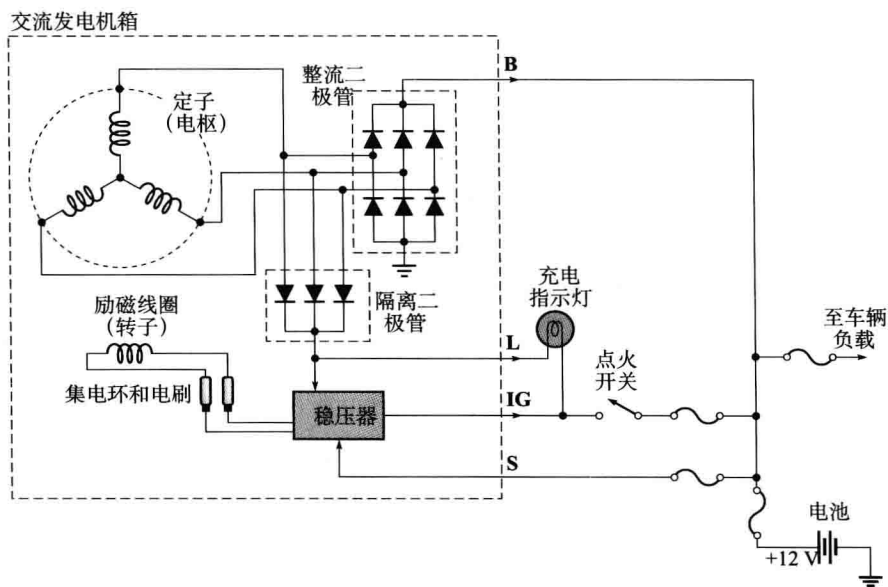 交流发电机箱
定子
（电枢）
整流二
极管
B
隔离二
极管
励磁线圈
（转子）
集电环和电刷
稳压器
充电
指示灯
L
IG
S
点火
开关
至车辆
负载
电池
+12 V